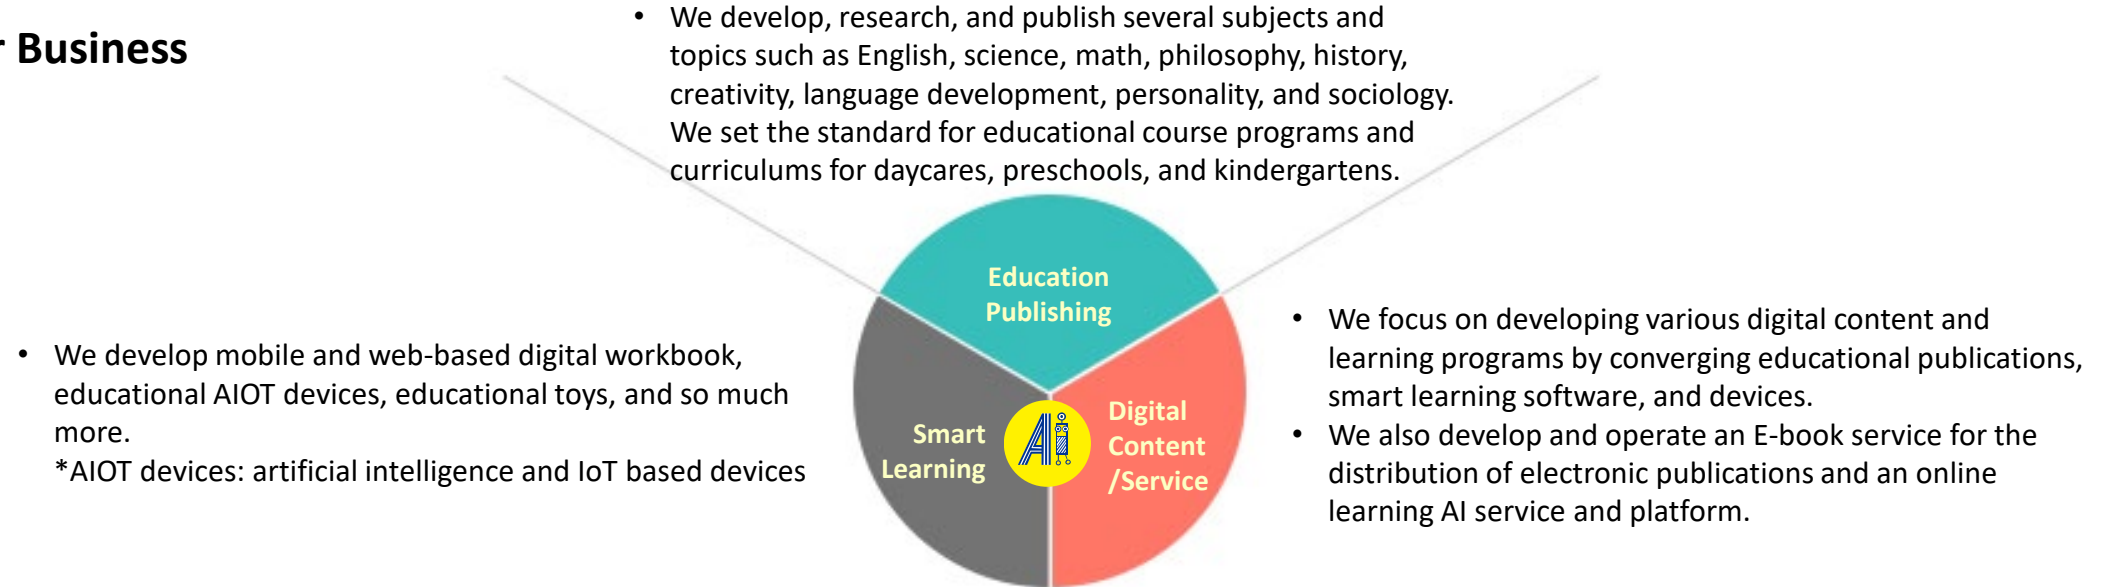 r Business
• We develop, research, and publish several subjects and
topics such as English, science, math, philosophy, history,
creativity, language development, personality, and sociology.
We set the standard for educational course programs and
curriculums for daycares, preschools, and kindergartens.
Education
Publishing
• We develop mobile and web-based digital workbook,
educational AIOT devices, educational toys, and so much
more.
*AIOT devices: artificial intelligence and IoT based devices
Smart
Learning
Ai
Digital
Content
/Service
• We focus on developing various digital content and
learning programs by converging educational publications,
smart learning software, and devices.
• We also develop and operate an E-book service for the
distribution of electronic publications and an online
learning AI service and platform.